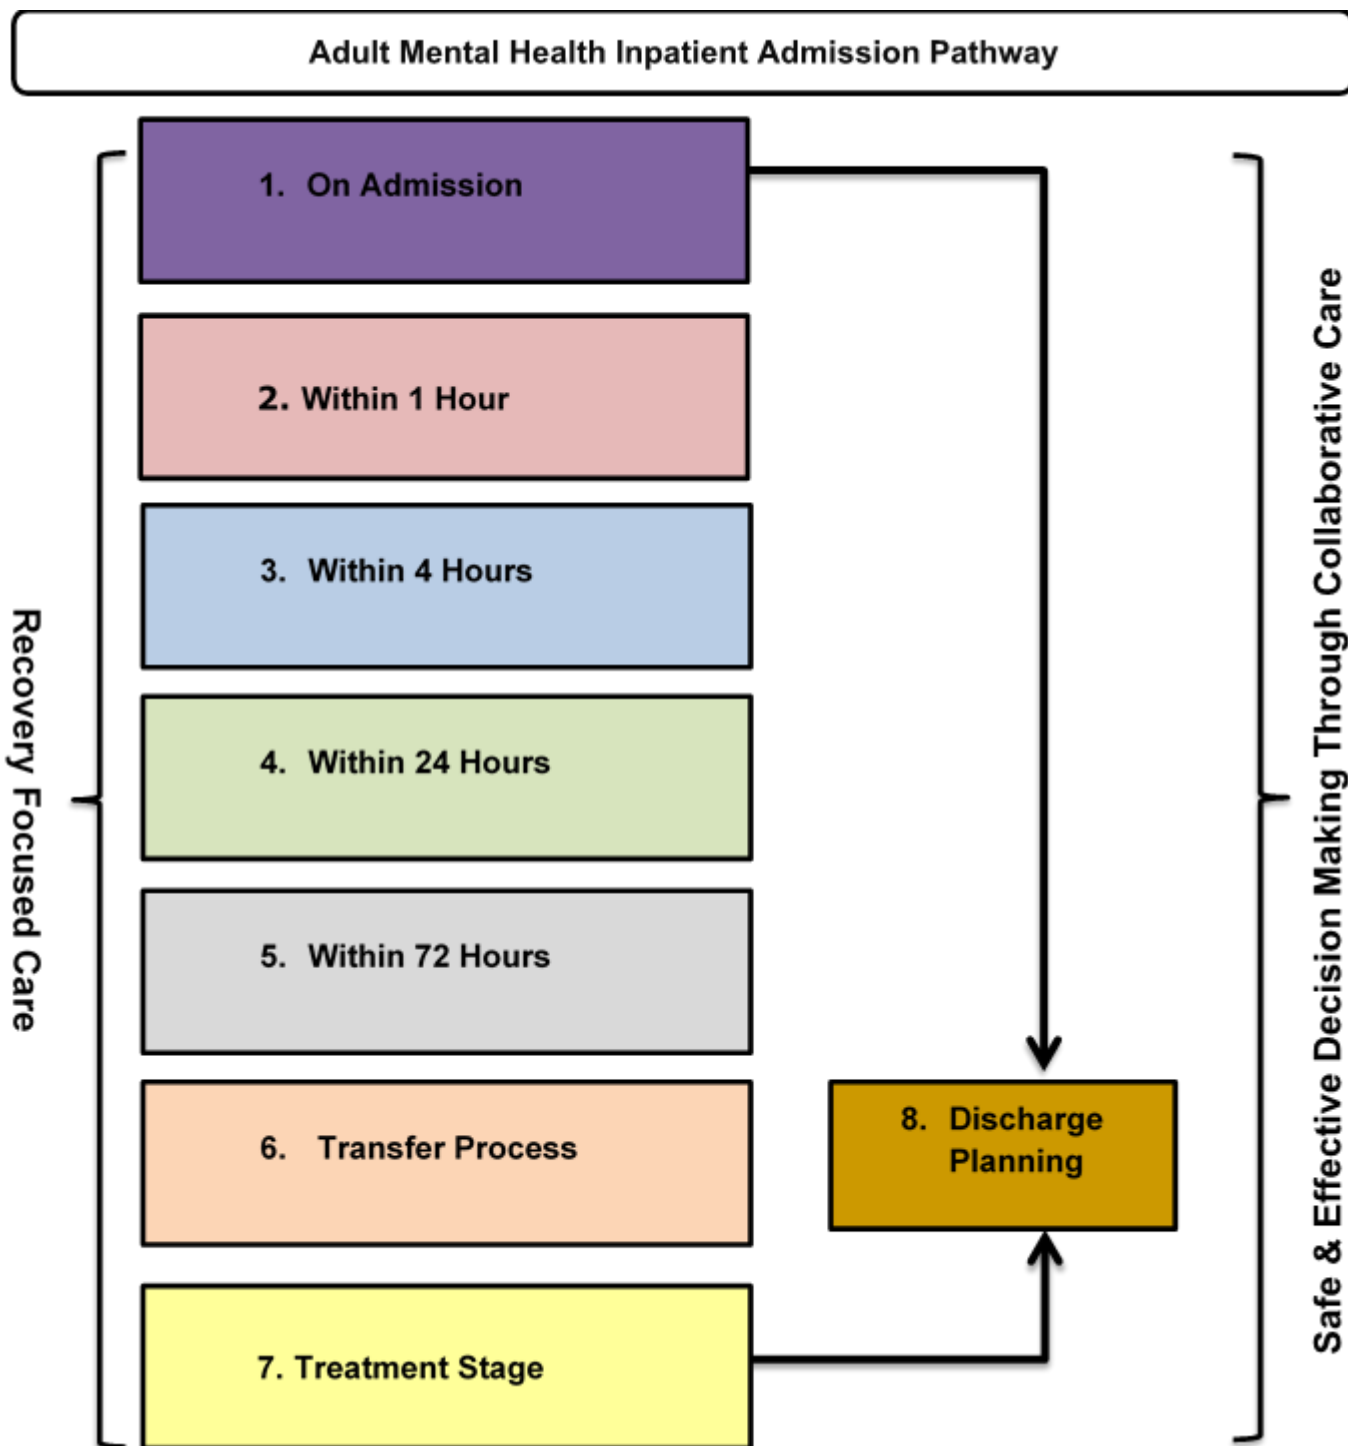 Adult Mental Health Inpatient Admission Pathway
1. On Admission
2. Within 1 Hour
3. Within 4 Hours
4. Within 24 Hours
5. Within 72 Hours
6. Transfer Process
7. Treatment Stage
8. Discharge
Planning
Recovery Focused Care
Safe & Effective Decision Making Through Collaborative Care